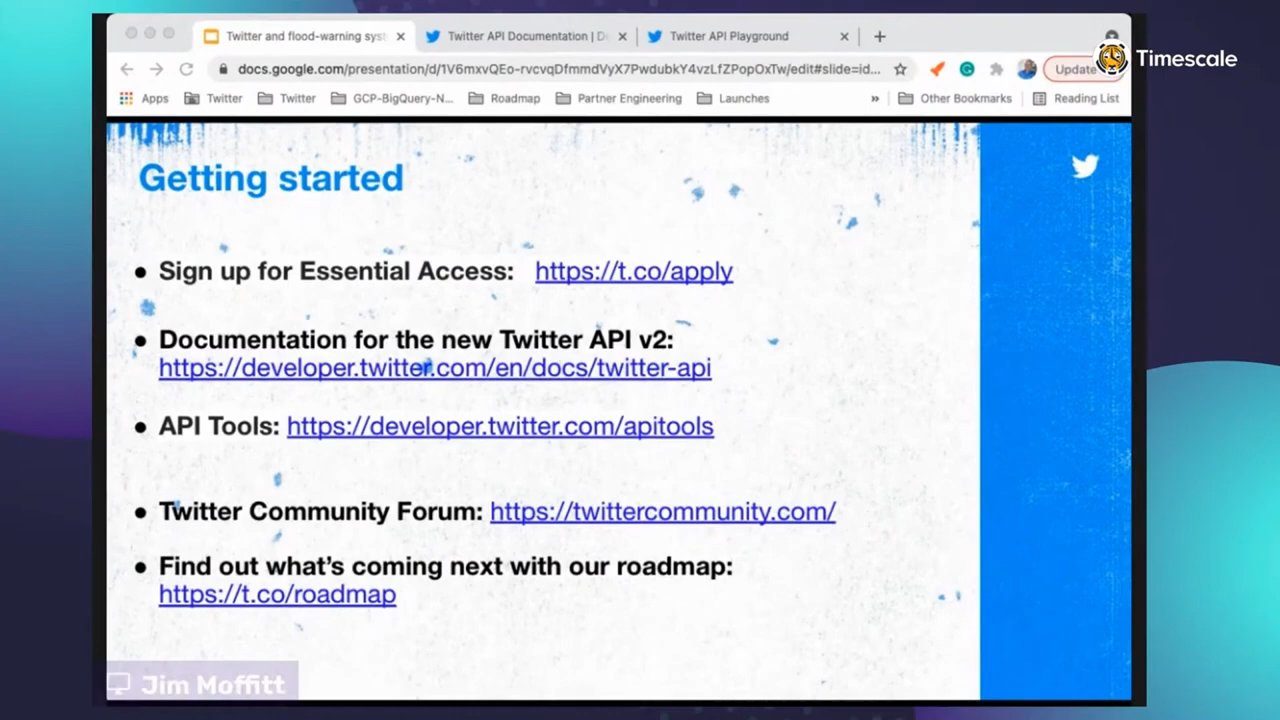 Twitter and flood-warning sys
Twitter API Documentation | D
Twitter API Playground
docs.google.com/presentation/d/1V6mxvQEo-rvcvqDfmmdVyX7PwdubkY4vzLfZPopOxTw/edit#slide=id...
Update
Timescale
Apps
Twitter
Twitter
GCP-BigQuery-N...
Roadmap
Partner Engineering
Launches
»
Other Bookmarks
Reading List
Getting started
● Sign up for Essential Access: https://t.co/apply
● Documentation for the new Twitter API v2:
https://developer.twitter.com/en/docs/twitter-api
● API Tools: https://developer.twitter.com/apitools
● Twitter Community Forum: https://twittercommunity.com/
● Find out what's coming next with our roadmap:
https://t.co/roadmap
Jim Moffitt